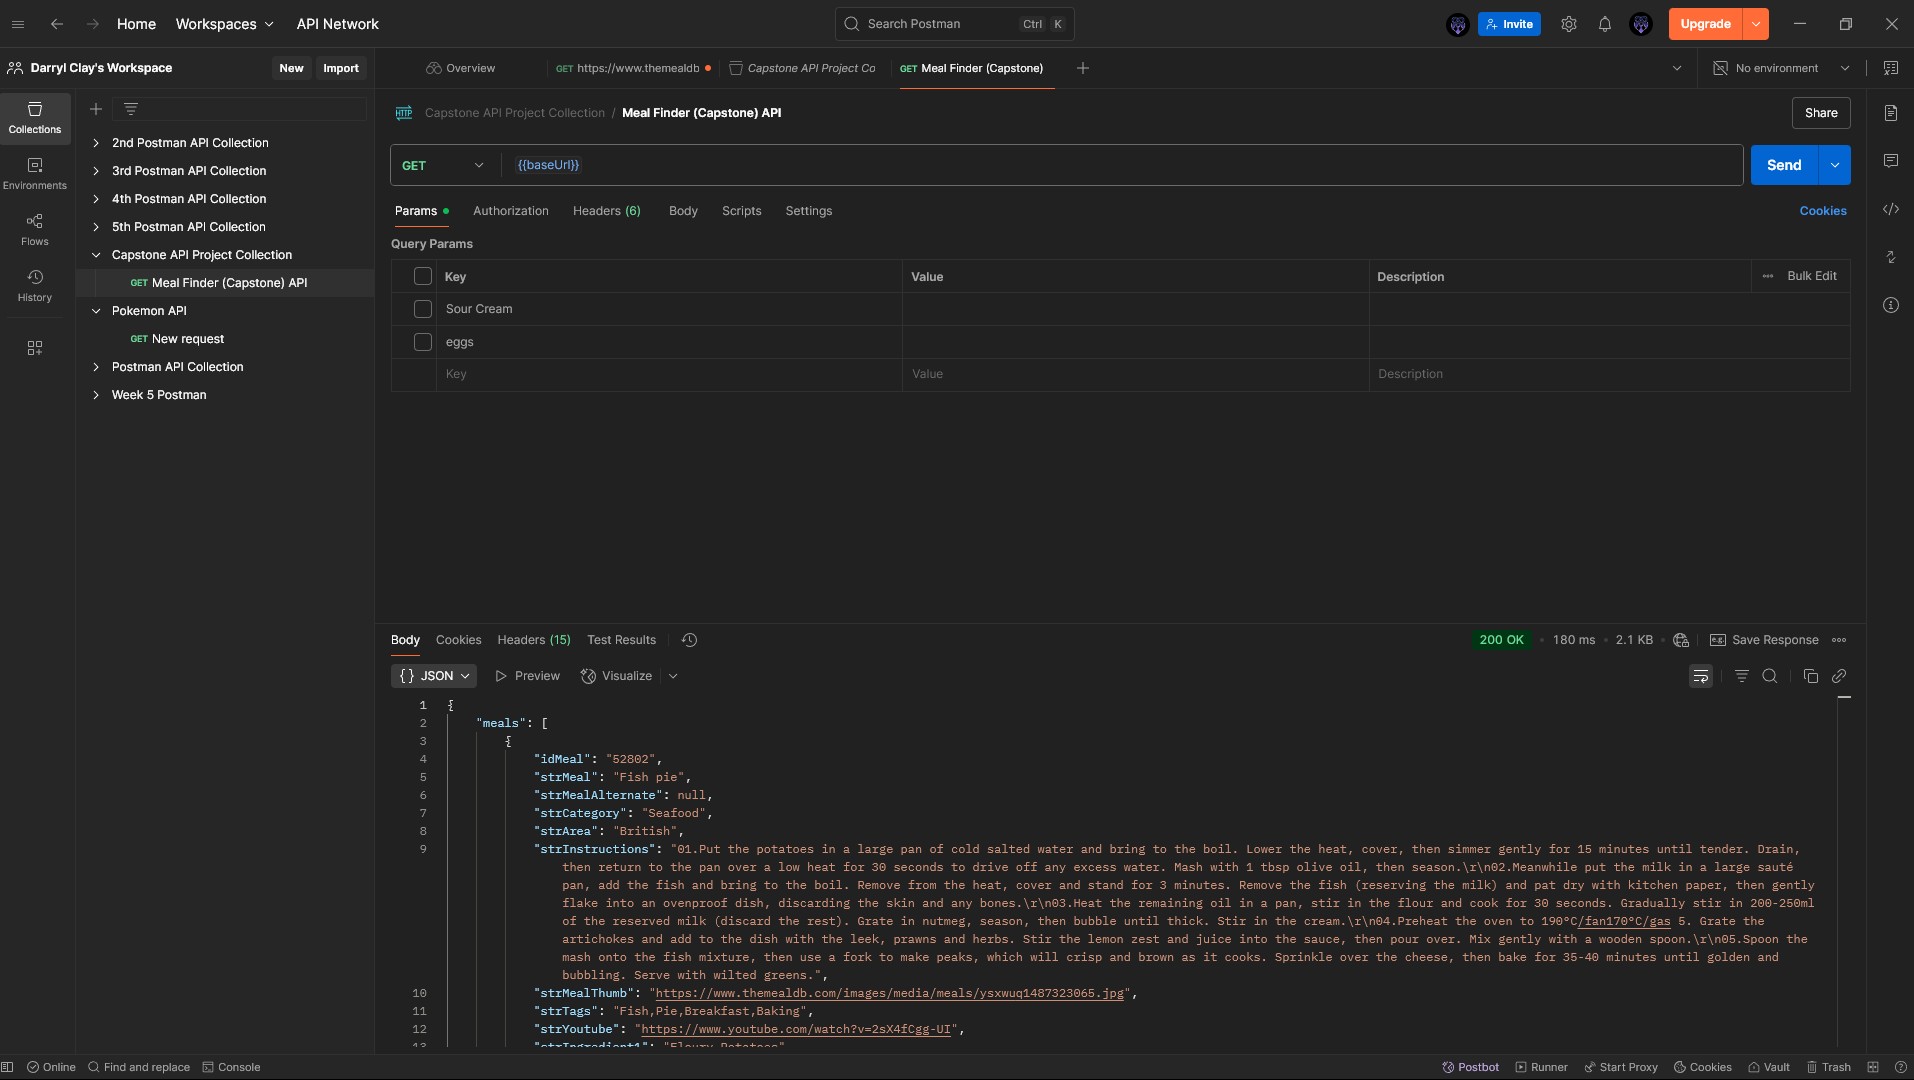 Home Workspaces API Network Search Postman Ctrl K Invite Upgrade
Darryl Clay's Workspace New Import Overview GET https://www.themealdb Capstone API Project Co GET Meal Finder (Capstone) No environment
Collections
Environments
Flows
History
2nd Postman API Collection
3rd Postman API Collection
4th Postman API Collection
5th Postman API Collection
Capstone API Project Collection
GET Meal Finder (Capstone) API
Pokemon API
GET New request
Postman API Collection
Week 5 Postman
HTTP Capstone API Project Collection / Meal Finder (Capstone) API Share
GET {{baseUrl}} Send
Params Authorization Headers (6) Body Scripts Settings Cookies
Query Params
Key Value Description Bulk Edit
Sour Cream
eggs
Key Value Description
Body Cookies Headers (15) Test Results 200 OK 180 ms 2.1 KB e.g. Save Response
{} JSON Preview Visualize
1 {
2 "meals": [
3 {
4 "idMeal": "52802",
5 "strMeal": "Fish pie",
6 "strMealAlternate": null,
7 "strCategory": "Seafood",
8 "strArea": "British",
9 "strInstructions": "01.Put the potatoes in a large pan of cold salted water and bring to the boil. Lower the heat, cover, then simmer gently for 15 minutes until tender. Drain,
then return to the pan over a low heat for 30 seconds to drive off any excess water. Mash with 1 tbsp olive oil, then season.\r\n02.Meanwhile put the milk in a large sauté
pan, add the fish and bring to the boil. Remove from the heat, cover and stand for 3 minutes. Remove the fish (reserving the milk) and pat dry with kitchen paper, then gently
flake into an ovenproof dish, discarding the skin and any bones.\r\n03.Heat the remaining oil in a pan, stir in the flour and cook for 30 seconds. Gradually stir in 200-250ml
of the reserved milk (discard the rest). Grate in nutmeg, season, then bubble until thick. Stir in the cream.\r\n04.Preheat the oven to 190°C/fan170°C/gas 5. Grate the
artichokes and add to the dish with the leek, prawns and herbs. Stir the lemon zest and juice into the sauce, then pour over. Mix gently with a wooden spoon.\r\n05.Spoon the
mash onto the fish mixture, then use a fork to make peaks, which will crisp and brown as it cooks. Sprinkle over the cheese, then bake for 35-40 minutes until golden and
bubbling. Serve with wilted greens.",
10 "strMealThumb": "https://www.themealdb.com/images/media/meals/ysxwuq1487323065.jpg",
11 "strTags": "Fish,Pie,Breakfast,Baking",
12 "strYoutube": "https://www.youtube.com/watch?v=2sX4fCgg-UI",
13 "strIngredient1": "Floury Potatoes"
Online Find and replace Console Postbot Runner Start Proxy Cookies Vault Trash